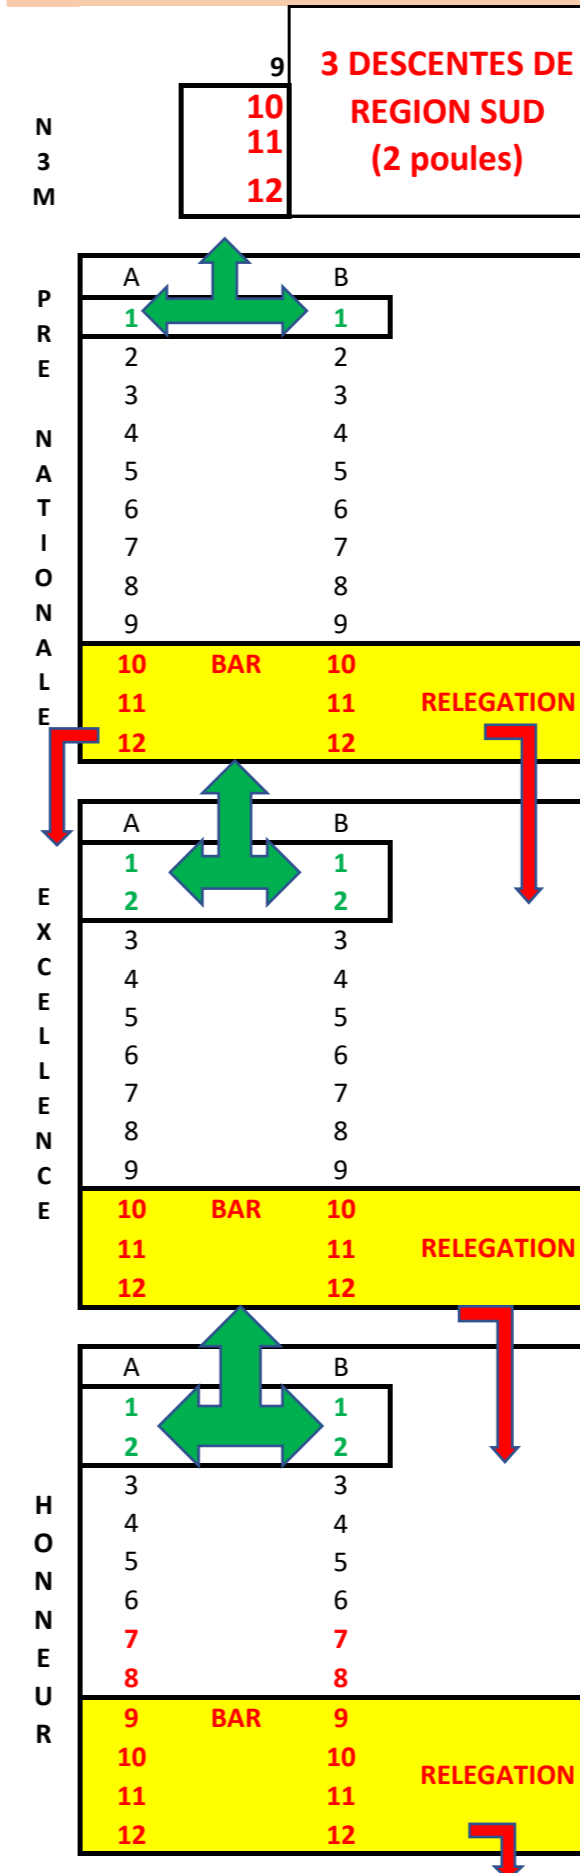 9 3 DESCENTES DE
10 REGION SUD
11 (2 poules)
12
N3M
PRE NATIONALE
A B
1 1
2 2
3 3
4 4
5 5
6 6
7 7
8 8
9 9
10 BAR 10
11 11 RELEGATION
12 12
EXCELLENCE
A B
1 1
2 2
3 3
4 4
5 5
6 6
7 7
8 8
9 9
10 BAR 10
11 11 RELEGATION
12 12
HONNEUR
A B
1 1
2 2
3 3
4 4
5 5
6 6
7 7
8 8
9 BAR 9
10 10
RELEGATION
11 11
12 12